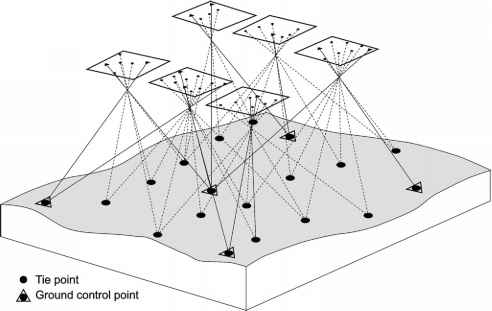 Tie point
Ground control point